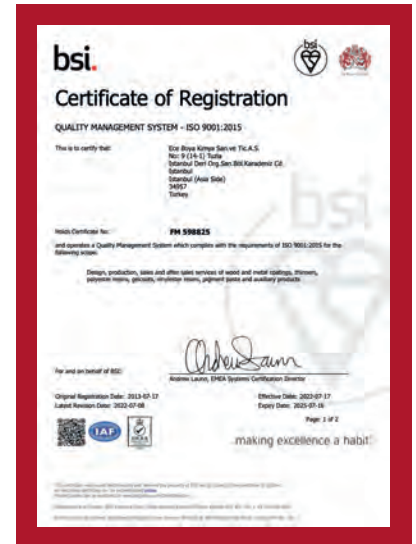 bsi.
bsi
Certificate of Registration
QUALITY MANAGEMENT SYSTEM - ISO 9001:2015
This is to certify that:
Ece Boya Kimya San.ve Tic.A.S.
No: 9 (14-1) Tuzla
Istanbul Deri Org.San.Böl.Karadeniz Cd.
Istanbul
Istanbul (Asia Side)
34957
Turkey
Holds Certificate No:
FM 598825
and operates a Quality Management System which complies with the requirements of ISO 9001:2015 for the
following scope:
Design, production, sales and after sales services of wood and metal coatings, thinners,
polyester resins, gelcoats, vinylester resins, pigment pasta and auxiliary products
For and on behalf of BSI:
Andrew Launn, EMEA Systems Certification Director
Original Registration Date: 2013-07-17
Effective Date: 2022-07-17
Latest Revision Date: 2022-07-08
Expiry Date: 2025-07-16
Page: 1 of 2
IAF
...making excellence a habit.